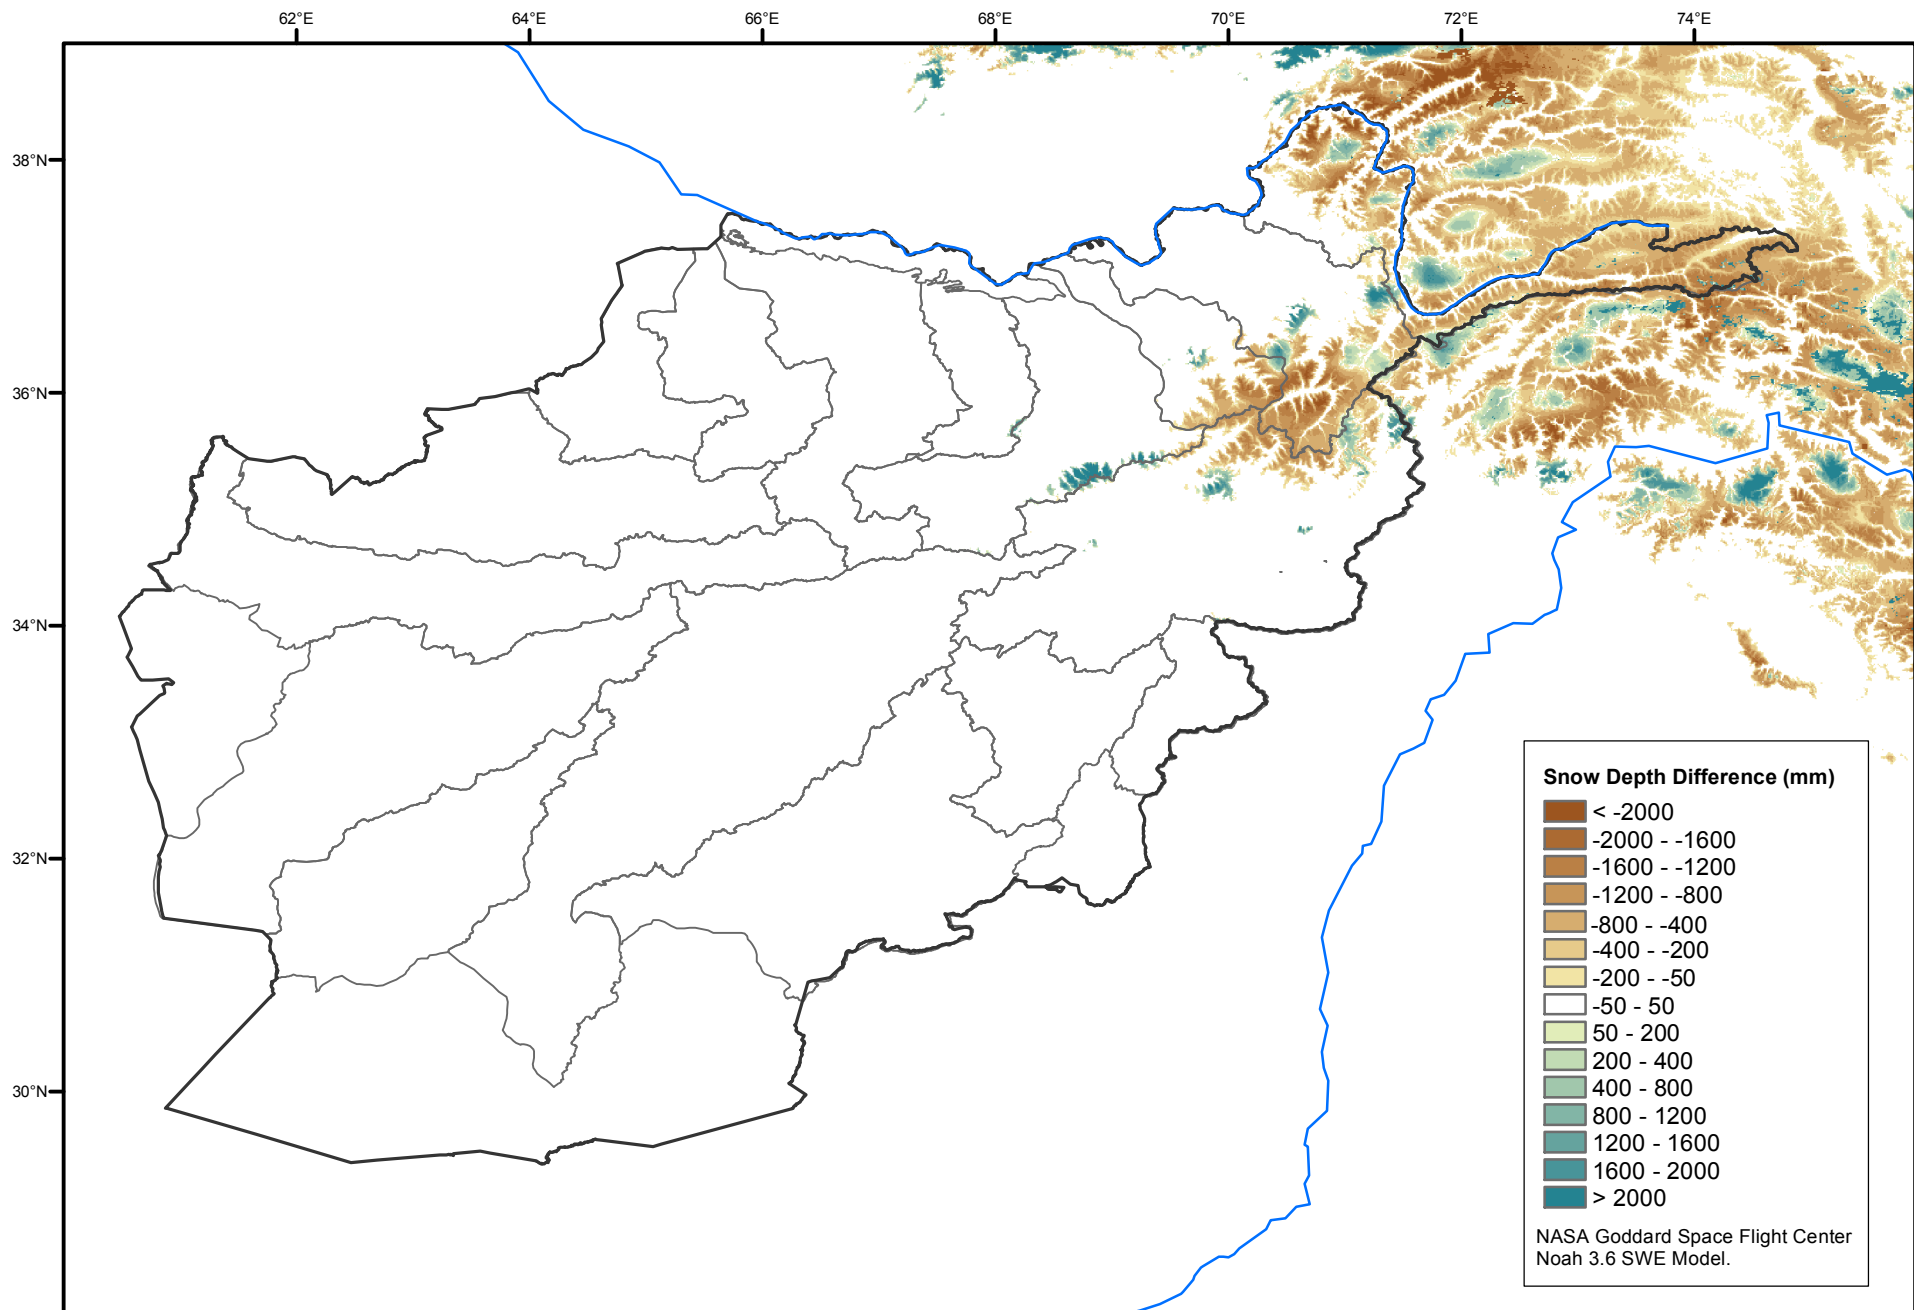 62°E
64°E
66°E
68°E
70°E
72°E
74°E
38°N
36°N
34°N
32°N
30°N
Snow Depth Difference (mm)
< -2000
-2000 - -1600
-1600 - -1200
-1200 - -800
-800 - -400
-400 - -200
-200 - -50
-50 - 50
50 - 200
200 - 400
400 - 800
800 - 1200
1200 - 1600
1600 - 2000
> 2000
NASA Goddard Space Flight Center
Noah 3.6 SWE Model.